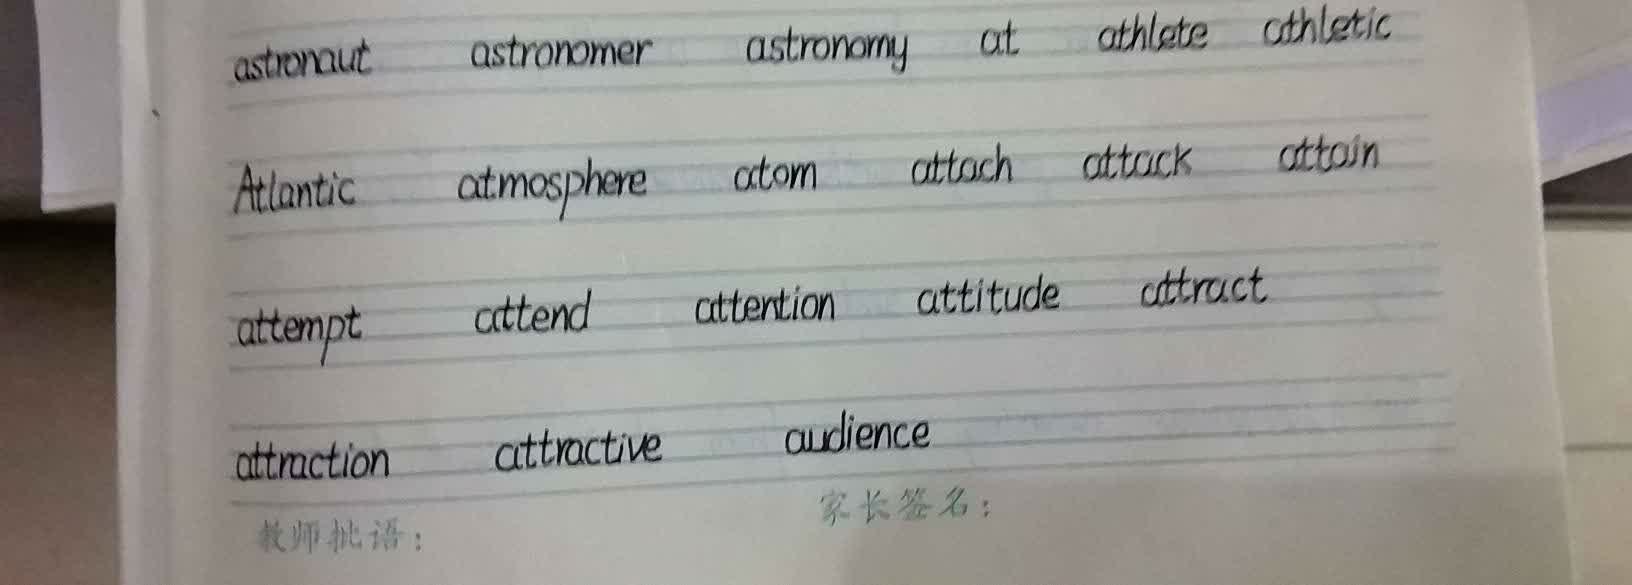 astronaut astronomer astronomy at athlete athletic
Atlantic atmosphere atom attach attack attain
attempt attend attention attitude attract
attraction attractive audience
教师批语： 家长签名：